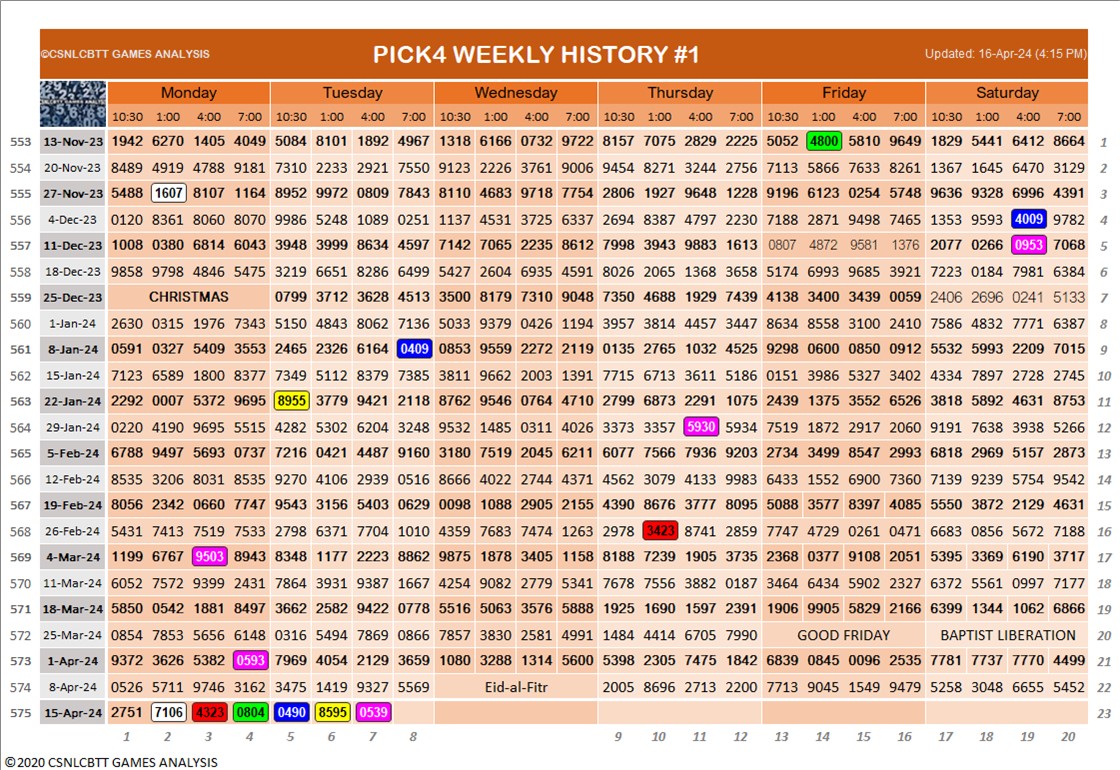 ©CSNLCBTT GAMES ANALYSIS PICK4 WEEKLY HISTORY #1 Updated: 16-Apr-24 (4:15 PM)
Monday Tuesday Wednesday Thursday Friday Saturday
10:30 1:00 4:00 7:00 10:30 1:00 4:00 7:00 10:30 1:00 4:00 7:00 10:30 1:00 4:00 7:00 10:30 1:00 4:00 7:00 10:30 1:00 4:00 7:00
553 13-Nov-23 1942 6270 1405 4049 5084 8101 1892 4967 1318 6166 0732 9722 8157 7075 2829 2225 5052 4800 5810 9649 1829 5441 6412 8664 1
554 20-Nov-23 8489 4919 4788 9181 7310 2233 2921 7550 9123 2226 3761 9006 9454 8271 3244 2756 7113 5866 7633 8261 1367 1645 6470 3129 2
555 27-Nov-23 5488 1607 8107 1164 8952 9972 0809 7843 8110 4683 9718 7754 2806 1927 9648 1228 9196 6123 0254 5748 9636 9328 6996 4391 3
556 4-Dec-23 0120 8361 8060 8070 9986 5248 1089 0251 1137 4531 3725 6337 2694 8387 4797 2230 7188 2871 9498 7465 1353 9593 4009 9782 4
557 11-Dec-23 1008 0380 6814 6043 3948 3999 8634 4597 7142 7065 2235 8612 7998 3943 9883 1613 0807 4872 9581 1376 2077 0266 0953 7068 5
558 18-Dec-23 9858 9798 4846 5475 3219 6651 8286 6499 5427 2604 6935 4591 8026 2065 1368 3658 5174 6993 9685 3921 7223 0184 7981 6384 6
559 25-Dec-23 CHRISTMAS 0799 3712 3628 4513 3500 8179 7310 9048 7350 4688 1929 7439 4138 3400 3439 0059 2406 2696 0241 5133 7
560 1-Jan-24 2630 0315 1976 7343 5150 4843 8062 7136 5033 9379 0426 1194 3957 3814 4457 3447 8634 8558 3100 2410 7586 4832 7771 6387 8
561 8-Jan-24 0591 0327 5409 3553 2465 2326 6164 0409 0853 9559 2272 2119 0135 2765 1032 4525 9298 0600 5050 0912 5532 5993 2209 7015 9
562 15-Jan-24 7123 6589 1800 8377 7349 5112 8379 7385 3811 9662 2003 1391 7715 6713 3611 5186 0151 3986 5327 3402 4334 7897 2728 2745 10
563 22-Jan-24 2292 0007 5372 9695 8955 3779 9421 2118 8762 9546 0764 4710 2799 6873 2291 1075 2439 1375 3552 6526 3818 5892 4631 8753 11
564 29-Jan-24 0220 4190 9695 5515 4282 5302 6204 3248 9532 1485 0311 4026 3373 3357 5930 5934 7519 1872 2917 2060 9191 7638 3938 5266 12
565 5-Feb-24 6788 9497 5693 0737 7216 0421 4487 9160 3180 7519 2045 6211 6077 7566 7936 9203 2734 3499 8547 2993 6818 2969 5157 2873 13
566 12-Feb-24 8535 3206 8031 8535 9270 4106 2939 0516 8666 4022 2744 4371 4562 3079 4133 9983 6433 1552 6900 7360 7139 9239 5754 9542 14
567 19-Feb-24 8056 2342 0660 7747 9543 3156 5403 0629 0098 1088 2905 2155 4390 8676 3777 8095 5088 3577 8397 4085 5550 3872 2129 4631 15
568 26-Feb-24 5431 7413 7519 7533 2798 6371 7704 1010 4359 7683 7474 1263 2978 3423 8741 2859 7747 4729 0261 0471 6683 0856 5672 7188 16
569 4-Mar-24 1199 6767 9503 8943 8348 1177 2223 8862 9875 1878 3405 1158 8188 7239 1905 3735 2368 0377 9108 2451 5395 3369 6190 3717 17
570 11-Mar-24 6052 7572 9399 2431 7864 3931 9387 1667 4254 9082 2779 5341 7678 7556 3882 0187 3464 6434 5902 2327 6372 5561 0997 7177 18
571 18-Mar-24 5850 0542 1881 8497 3662 2582 9422 0778 5516 5063 3576 5888 1925 1690 1597 2391 1906 9905 5829 2166 6399 1344 1062 6866 19
572 25-Mar-24 0854 7853 5656 6148 0316 5494 7869 0866 7857 3830 2581 4991 1484 4414 6705 7990 GOOD FRIDAY BAPTIST LIBERATION 20
573 1-Apr-24 9372 3626 5382 0593 7969 4054 2129 3659 1080 3288 1314 5600 5398 2305 7475 1842 6839 0845 0096 2535 7781 7737 7770 4499 21
574 8-Apr-24 0526 5711 9746 3162 3475 1419 9327 5569 Eid-al-Fitr 2005 8696 2713 2200 7713 9045 1549 9479 5258 3048 6655 5452 22
575 15-Apr-24 2751 7106 4323 0804 0490 8595 0539 23
1 2 3 4 5 6 7 8 9 10 11 12 13 14 15 16 17 18 19 20
©2020 CSNLCBTT GAMES ANALYSIS